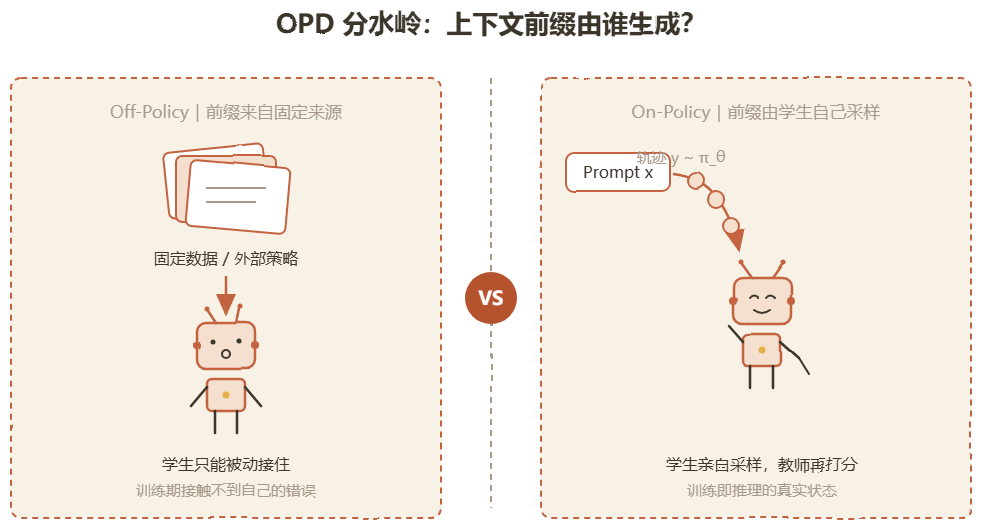 OPD 分水岭：上下文前缀由谁生成？
Off-Policy | 前缀来自固定来源
固定数据 / 外部策略
学生只能被动接住
训练期接触不到自己的错误
VS
On-Policy | 前缀由学生自己采样
轨迹 y ~ π_θ
Prompt x
学生亲自采样，教师再打分
训练即推理的真实状态